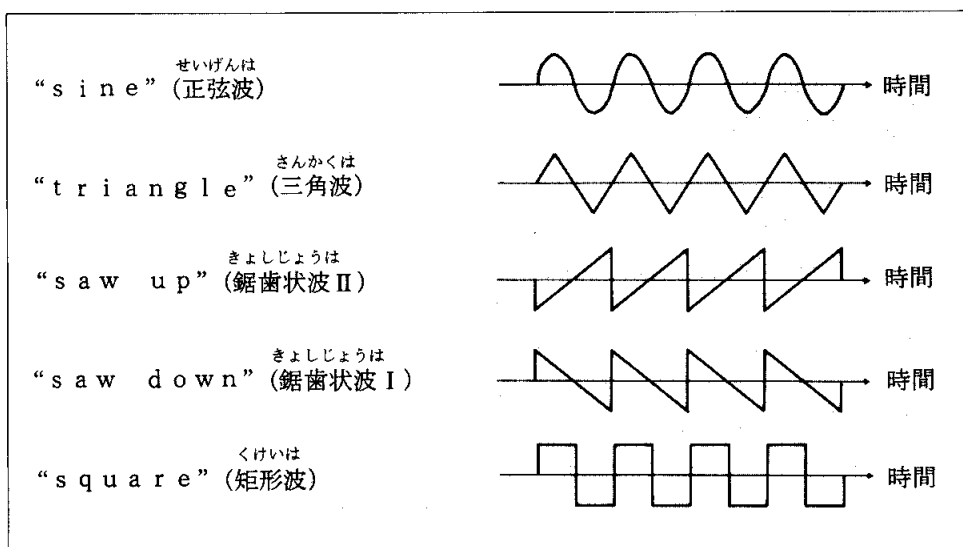 せいげんは
“sine”(正弦波) 時間
さんかくは
“triangle”(三角波) 時間
きょしじょうは
“saw up”(鋸歯状波Ⅱ) 時間
きょしじょうは
“saw down”(鋸歯状波Ⅰ) 時間
くけいは
“square”(矩形波) 時間